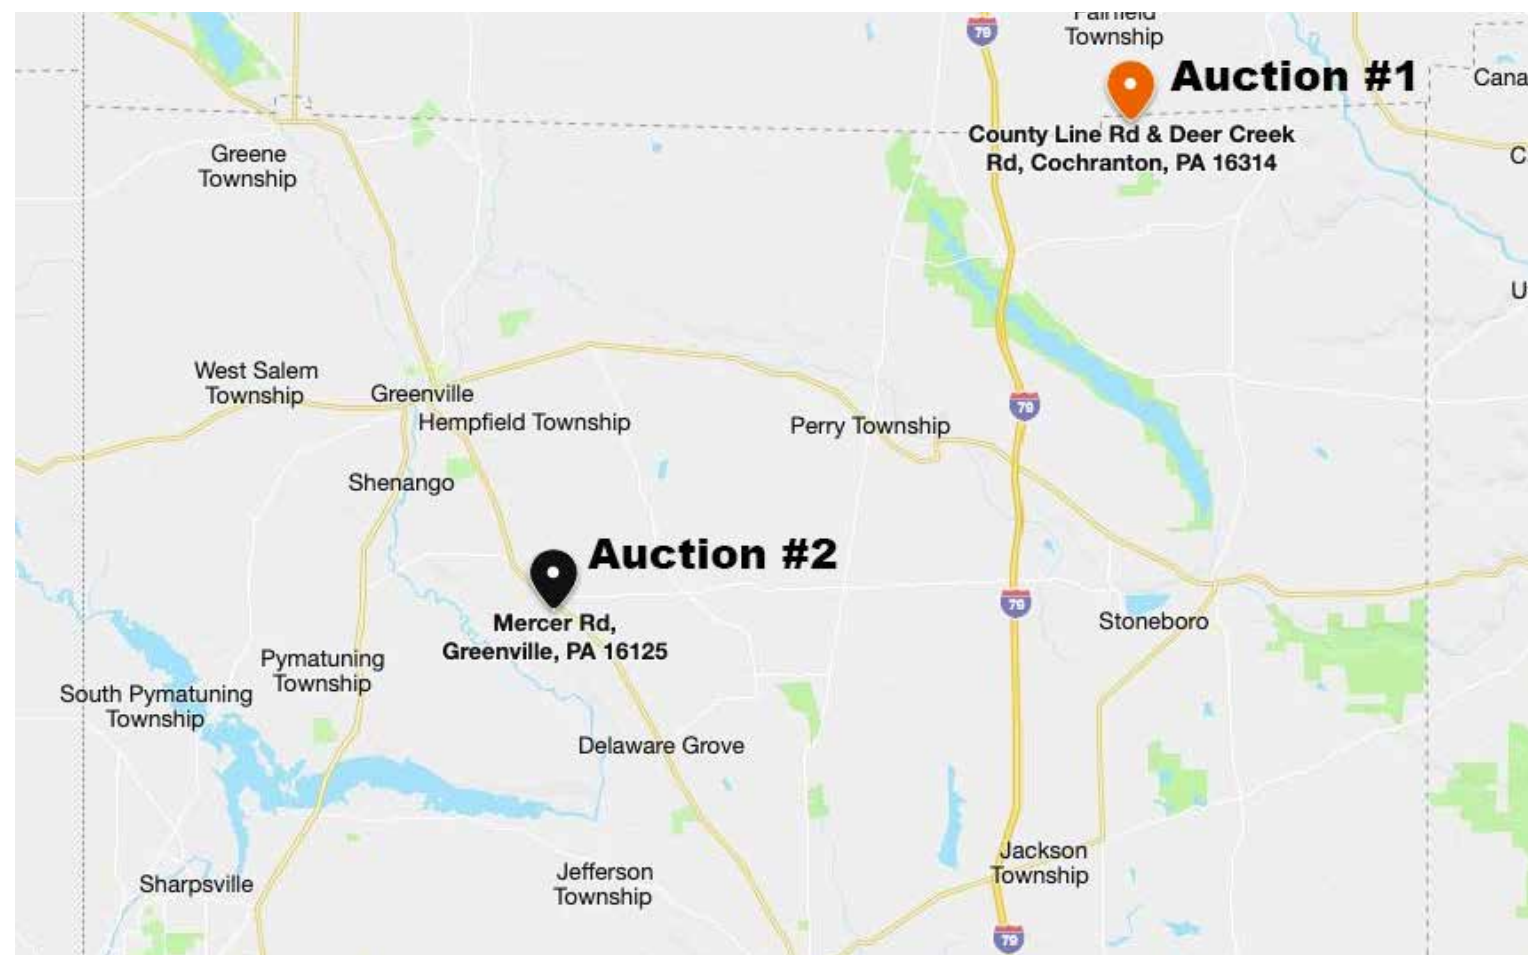 79
Fairfield
Township
Auction #1
Cana
County Line Rd & Deer Creek
Rd, Cochranton, PA 16314
Greene
Township
C
U
West Salem
Township
Greenville
79
Hempfield Township
Perry Township
Shenango
Auction #2
79
Mercer Rd,
Greenville, PA 16125
Stoneboro
Pymatuning
Township
South Pymatuning
Township
Delaware Grove
Jackson
Township
Jefferson
Township
Sharpsville
79